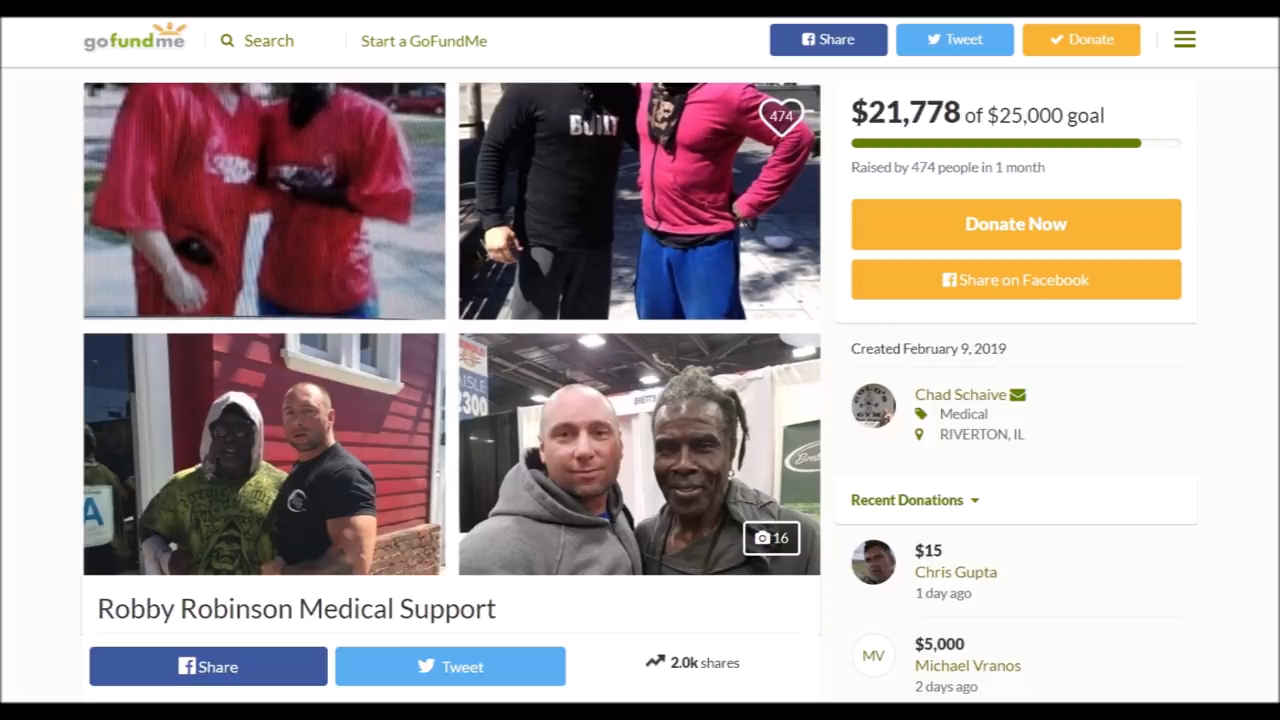 gofundme
Search
Start a GoFundMe
Share
Tweet
Donate
BUILT
474
$21,778 of $25,000 goal
Raised by 474 people in 1 month
Donate Now
Share on Facebook
Created February 9, 2019
Chad Schaive
Medical
RIVERTON, IL
A
AISLE
300
16
Recent Donations
$15
Chris Gupta
1 day ago
$5,000
MV
Michael Vranos
2 days ago
Robby Robinson Medical Support
Share
Tweet
2.0k shares